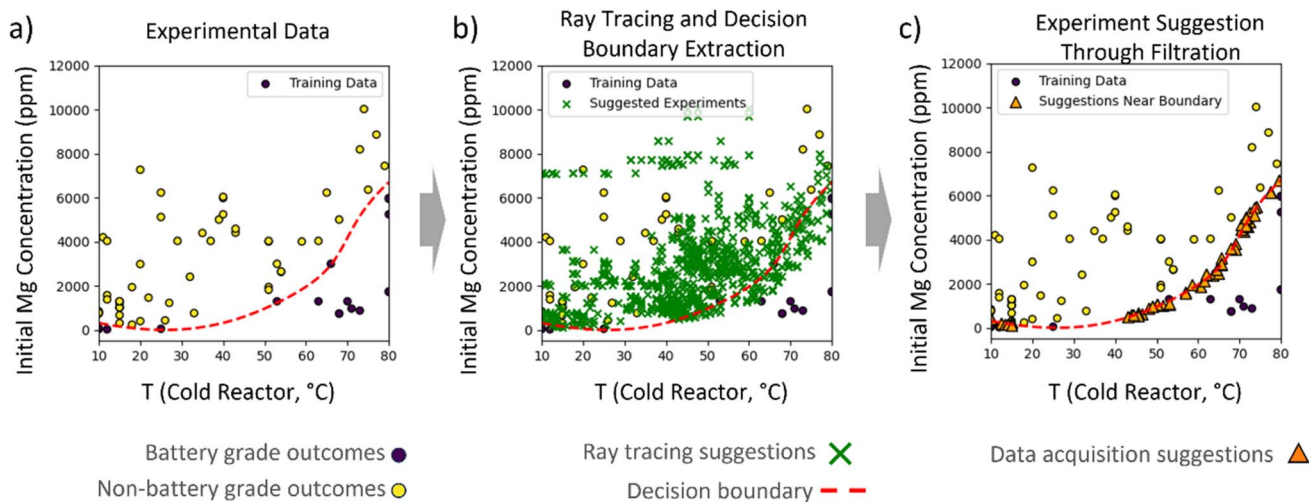 a)
Experimental Data
Initial Mg Concentration (ppm)
12000
10000
8000
6000
4000
2000
0
Training Data
10 20 30 40 50 60 70 80
T (Cold Reactor, °C)
b)
Ray Tracing and Decision
Boundary Extraction
Initial Mg Concentration (ppm)
12000
10000
8000
6000
4000
2000
0
Training Data
Suggested Experiments
10 20 30 40 50 60 70 80
T (Cold Reactor, °C)
c)
Experiment Suggestion
Through Filtration
Initial Mg Concentration (ppm)
12000
10000
8000
6000
4000
2000
0
Training Data
Suggestions Near Boundary
10 20 30 40 50 60 70 80
T (Cold Reactor, °C)
Battery grade outcomes
Non-battery grade outcomes
Ray tracing suggestions
Decision boundary
Data acquisition suggestions